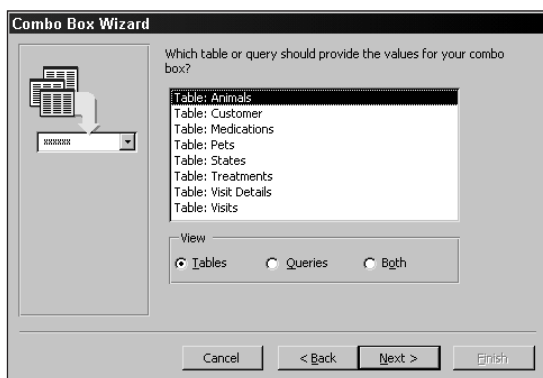 Combo Box Wizard
Which table or query should provide the values for your combo
box?
xxxxxx
Table: Animals
Table: Customer
Table: Medications
Table: Pets
Table: States
Table: Treatments
Table: Visit Details
Table: Visits
View
Tables Queries Both
Cancel < Back Next > Finish